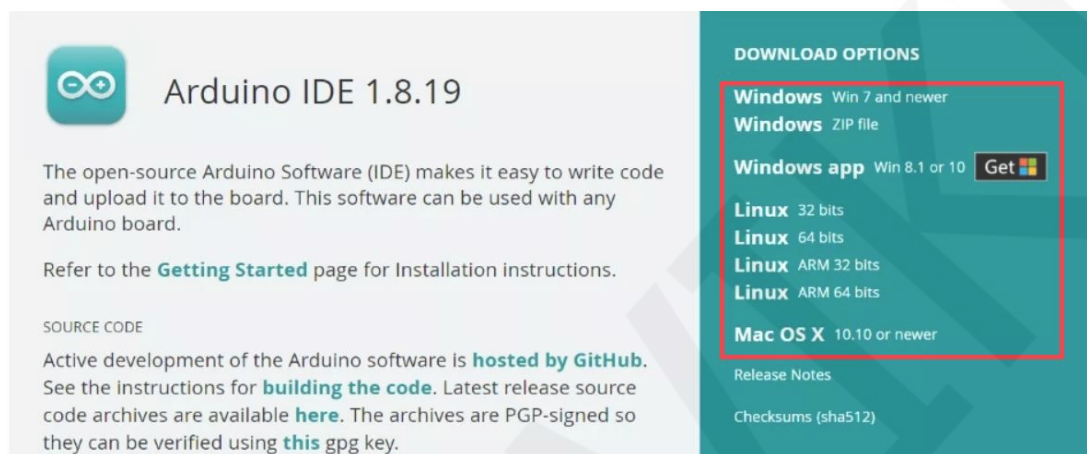 Arduino IDE 1.8.19
The open-source Arduino Software (IDE) makes it easy to write code
and upload it to the board. This software can be used with any
Arduino board.
Refer to the Getting Started page for Installation instructions.
SOURCE CODE
Active development of the Arduino software is hosted by GitHub.
See the instructions for building the code. Latest release source
code archives are available here. The archives are PGP-signed so
they can be verified using this gpg key.
DOWNLOAD OPTIONS
Windows Win 7 and newer
Windows ZIP file
Windows app Win 8.1 or 10 Get
Linux 32 bits
Linux 64 bits
Linux ARM 32 bits
Linux ARM 64 bits
Mac OS X 10.10 or newer
Release Notes
Checksums (sha512)